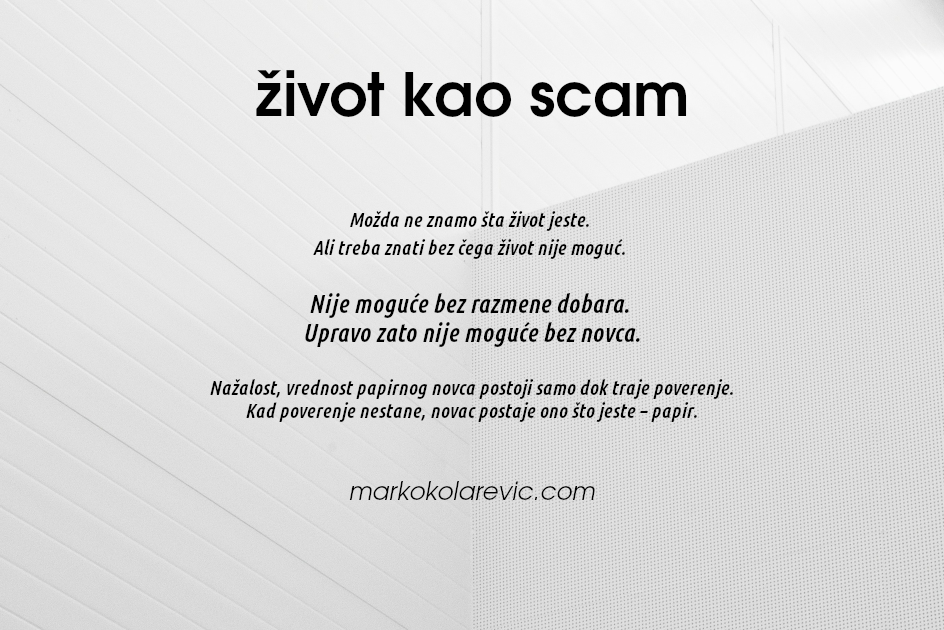 život kao scam
Možda ne znamo šta život jeste.
Ali treba znati bez čega život nije moguć.
Nije moguće bez razmene dobara.
Upravo zato nije moguće bez novca.
Nažalost, vrednost papirnog novca postoji samo dok traje poverenje.
Kad poverenje nestane, novac postaje ono što jeste – papir.
markokolarevic.com